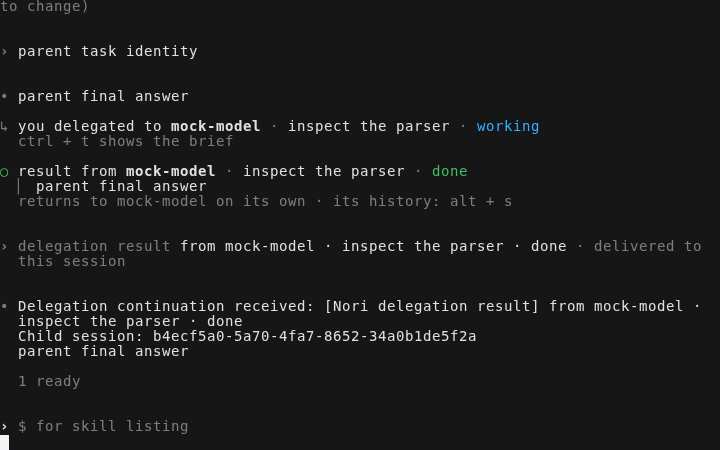 to change)
› parent task identity
• parent final answer
↳ you delegated to mock-model · inspect the parser · working
ctrl + t shows the brief
○ result from mock-model · inspect the parser · done
│ parent final answer
returns to mock-model on its own · its history: alt + s
› delegation result from mock-model · inspect the parser · done · delivered to
this session
• Delegation continuation received: [Nori delegation result] from mock-model ·
inspect the parser · done
Child session: b4ecf5a0-5a70-4fa7-8652-34a0b1de5f2a
parent final answer
1 ready
› $ for skill listing